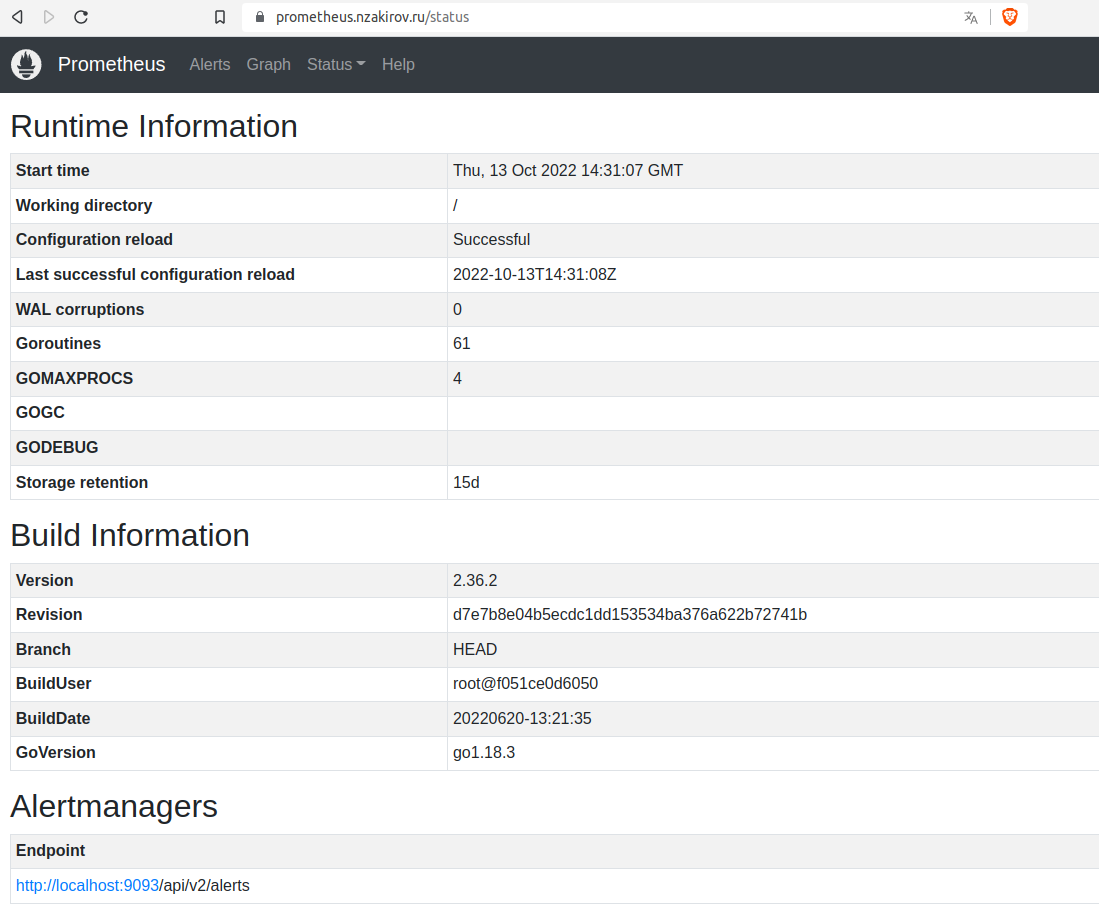 prometheus.nzakirov.ru/status
Prometheus Alerts Graph Status Help
Runtime Information
Start time Thu, 13 Oct 2022 14:31:07 GMT
Working directory /
Configuration reload Successful
Last successful configuration reload 2022-10-13T14:31:08Z
WAL corruptions 0
Goroutines 61
GOMAXPROCS 4
GOGC
GODEBUG
Storage retention 15d
Build Information
Version 2.36.2
Revision d7e7b8e04b5ecdc1dd153534ba376a622b72741b
Branch HEAD
BuildUser root@f051ce0d6050
BuildDate 20220620-13:21:35
GoVersion go1.18.3
Alertmanagers
Endpoint
http://localhost:9093/api/v2/alerts